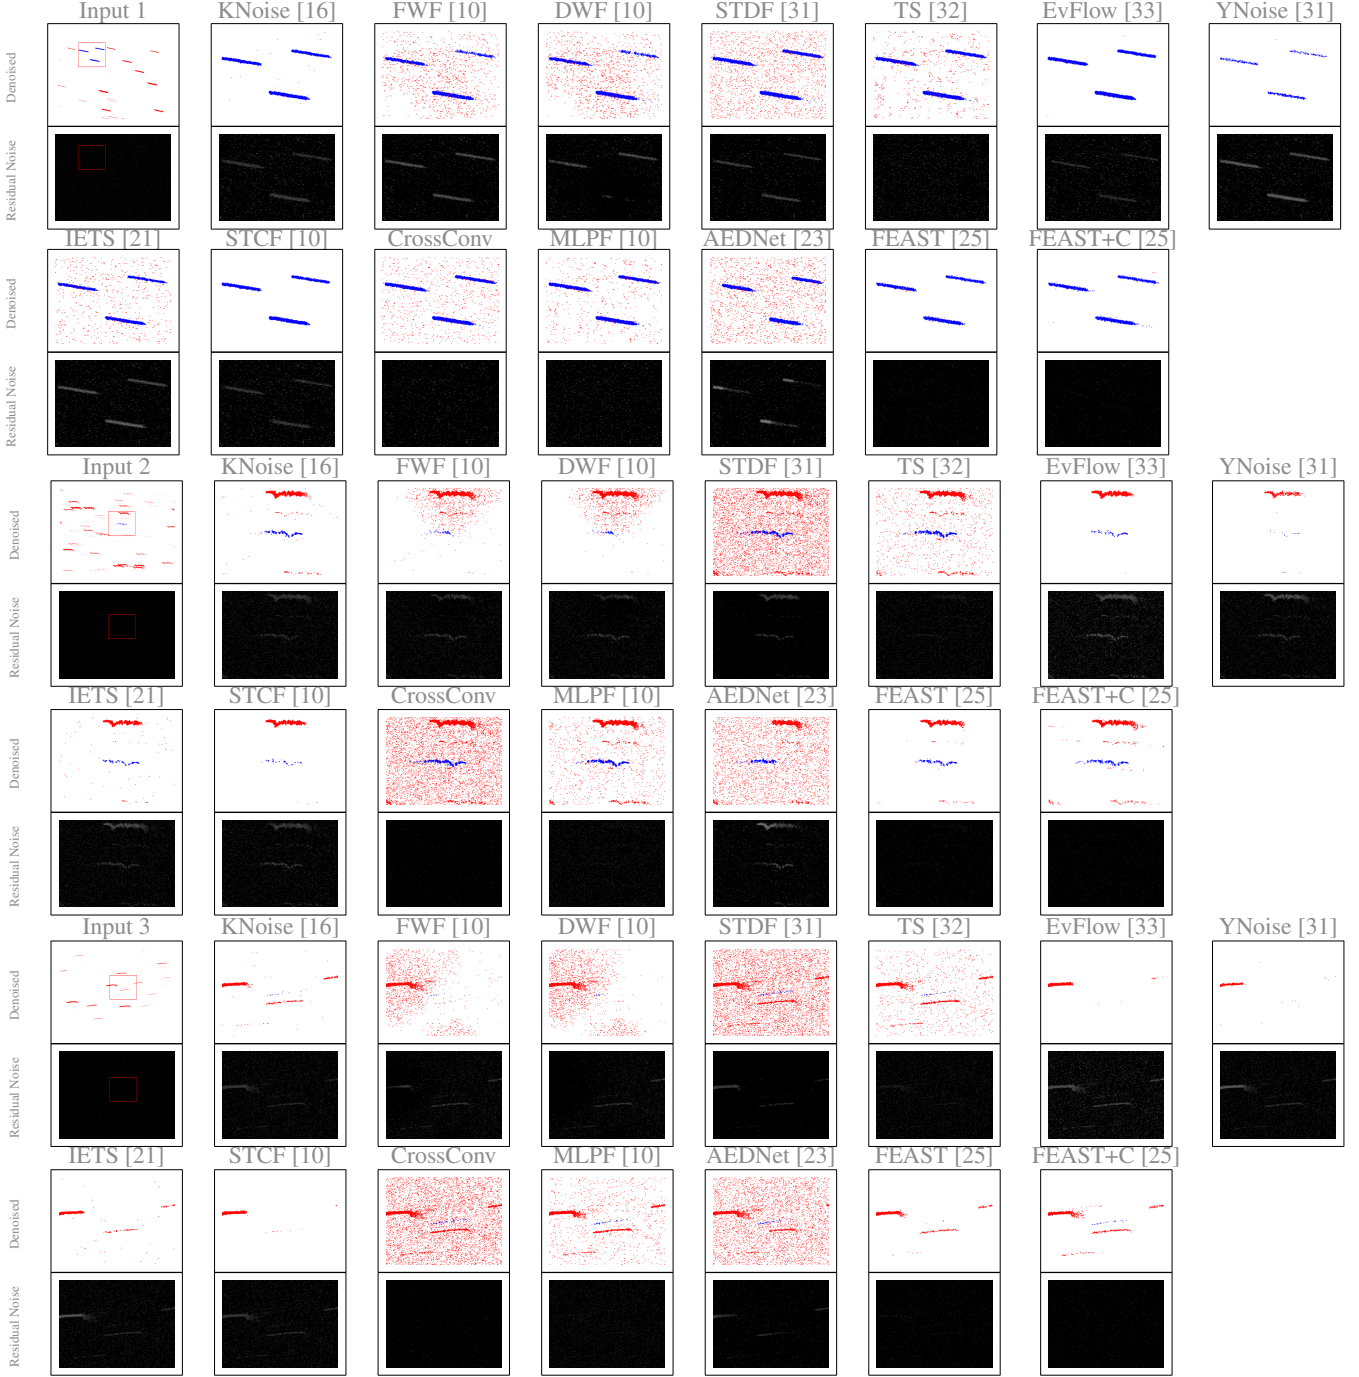 Input 1 KNoise [16] FWF [10] DWF [10] STDF [31] TS [32] EvFlow [33] YNoise [31]
Denoised
Residual Noise
IETS [21] STCF [10] CrossConv MLPF [10] AEDNet [23] FEAST [25] FEAST+C [25]
Denoised
Residual Noise
Input 2 KNoise [16] FWF [10] DWF [10] STDF [31] TS [32] EvFlow [33] YNoise [31]
Denoised
Residual Noise
IETS [21] STCF [10] CrossConv MLPF [10] AEDNet [23] FEAST [25] FEAST+C [25]
Denoised
Residual Noise
Input 3 KNoise [16] FWF [10] DWF [10] STDF [31] TS [32] EvFlow [33] YNoise [31]
Denoised
Residual Noise
IETS [21] STCF [10] CrossConv MLPF [10] AEDNet [23] FEAST [25] FEAST+C [25]
Denoised
Residual Noise